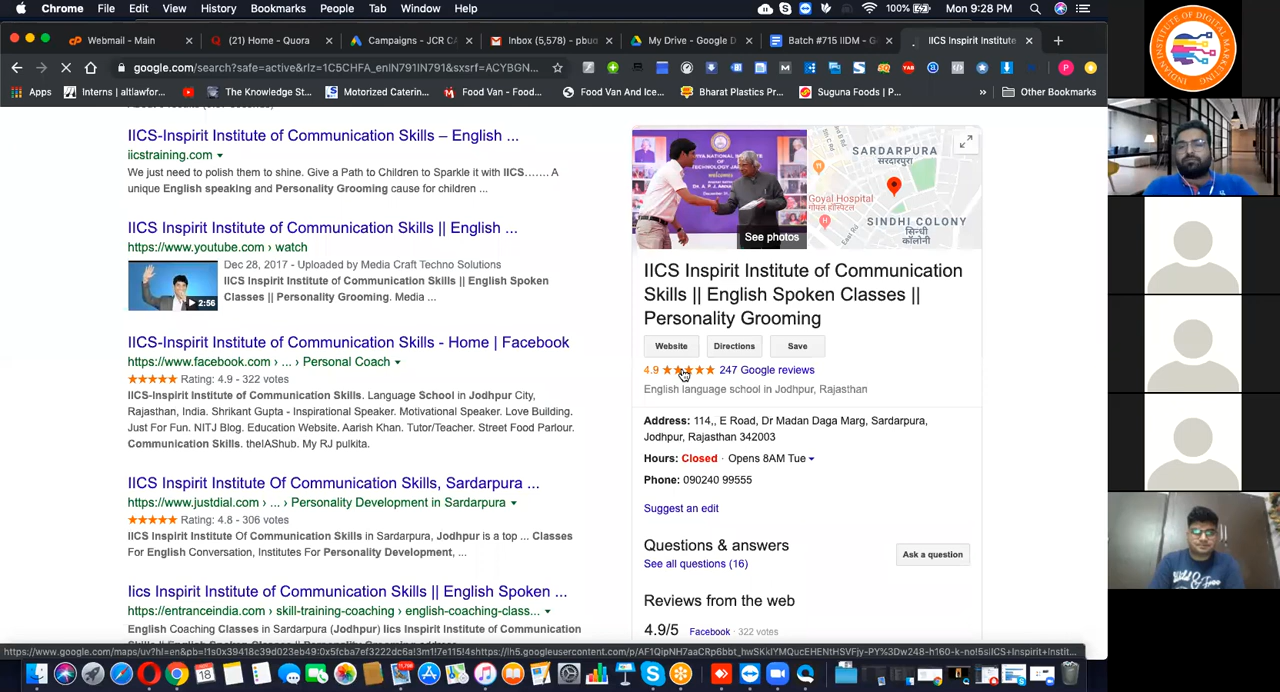 Chrome File Edit View History Bookmarks People Tab Window Help 100% Mon 9:28 PM
Webmail - Main (21) Home - Quora Campaigns - JCR CA Inbox (5,578) - pbug My Drive - Google D Batch #715 IIDM - G IICS Inspirit Institute
google.com/search?safe=active&rlz=1C5CHFA_enIN791IN791&sxsrf=ACYBGN...
Apps Interns | altlawfor... The Knowledge St... Motorized Caterin... Food Van - Food... Food Van And Ice... Bharat Plastics Pr... Suguna Foods | P... » Other Bookmarks
IICS-Inspirit Institute of Communication Skills – English ...
iicstraining.com
We just need to polish them to shine. Give a Path to Children to Sparkle it with IICS…… A
unique English speaking and Personality Grooming cause for children ...
IICS Inspirit Institute of Communication Skills || English ...
https://www.youtube.com › watch
2:56
Dec 28, 2017 - Uploaded by Media Craft Techno Solutions
IICS Inspirit Institute of Communication Skills || English Spoken
Classes || Personality Grooming. Media ...
IICS-Inspirit Institute of Communication Skills - Home | Facebook
https://www.facebook.com › ... › Personal Coach
Rating: 4.9 - 322 votes
IICS-Inspirit Institute of Communication Skills. Language School in Jodhpur City,
Rajasthan, India. Shrikant Gupta - Inspirational Speaker. Motivational Speaker. Love Building.
Just For Fun. NITJ Blog. Education Website. Aarish Khan. Tutor/Teacher. Street Food Parlour.
Communication Skills. theIAShub. My RJ pulkita.
IICS Inspirit Institute Of Communication Skills, Sardarpura ...
https://www.justdial.com › ... › Personality Development in Sardarpura
Rating: 4.8 - 306 votes
IICS Inspirit Institute Of Communication Skills in Sardarpura, Jodhpur is a top ... Classes
For English Conversation, Institutes For Personality Development, ...
Iics Inspirit Institute of Communication Skills || English Spoken ...
https://entranceindia.com › skill-training-coaching › english-coaching-class...
English Coaching Classes in Sardarpura (Jodhpur) Iics Inspirit Institute of Communication
See photos
SARDARPURA
सरदारपुरा
Goyal Hospital
गोयल हॉस्पिटल
SINDHI COLONY
सिन्धी
कॉलोनी
IICS Inspirit Institute of Communication
Skills || English Spoken Classes ||
Personality Grooming
Website Directions Save
4.9 247 Google reviews
English language school in Jodhpur, Rajasthan
Address: 114,, E Road, Dr Madan Daga Marg, Sardarpura,
Jodhpur, Rajasthan 342003
Hours: Closed · Opens 8AM Tue
Phone: 090240 99555
Suggest an edit
Questions & answers
See all questions (16)
Ask a question
Reviews from the web
4.9/5 Facebook · 322 votes
18
INDIAN INSTITUTE OF DIGITAL MARKETING